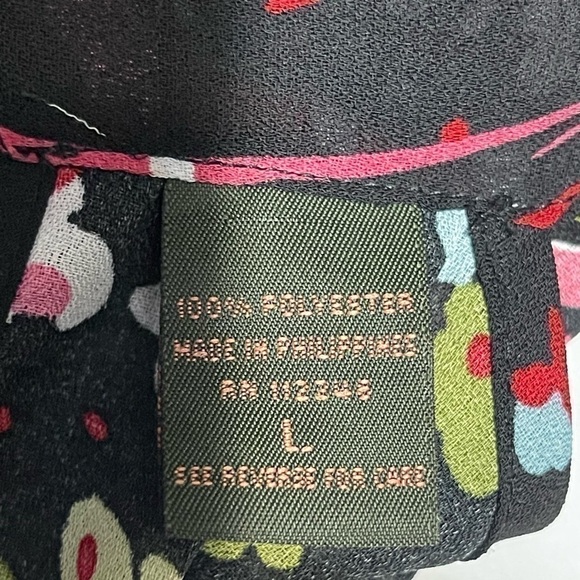 100% POLYESTER
MADE IN PHILIPPINES
RN 112345
L
SEE REVERSE FOR CARE